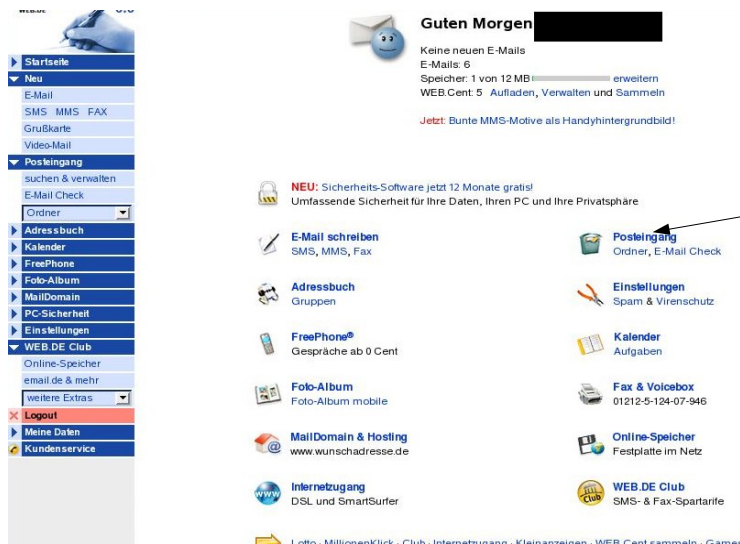 WEB.DE
Startseite
Neu
E-Mail
SMS MMS FAX
Grußkarte
Video-Mail
Posteingang
suchen & verwalten
E-Mail Check
Ordner
Adressbuch
Kalender
FreePhone
Foto-Album
MailDomain
PC-Sicherheit
Einstellungen
WEB.DE Club
Online-Speicher
email.de & mehr
weitere Extras
Logout
Meine Daten
Kundenservice
Guten Morgen
Keine neuen E-Mails
E-Mails: 6
Speicher: 1 von 12 MB erweitern
WEB.Cent: 5 Aufladen, Verwalten und Sammeln
Jetzt: Bunte MMS-Motive als Handyhintergrundbild!
NEU: Sicherheits-Software jetzt 12 Monate gratis!
Umfassende Sicherheit für Ihre Daten, Ihren PC und Ihre Privatsphäre
E-Mail schreiben
SMS, MMS, Fax
Posteingang
Ordner, E-Mail Check
Adressbuch
Gruppen
Einstellungen
Spam & Virenschutz
FreePhone®
Gespräche ab 0 Cent
Kalender
Aufgaben
Foto-Album
Foto-Album mobile
Fax & Voicebox
01212-5-124-07-946
MailDomain & Hosting
www.wunschadresse.de
Online-Speicher
Festplatte im Netz
www
Internetzugang
DSL und SmartSurfer
Club
WEB.DE Club
SMS- & Fax-Spartarife
Lotto · MillionenKlick · Club · Internetzugang · Kleinanzeigen · WEB.Cent sammeln · Games